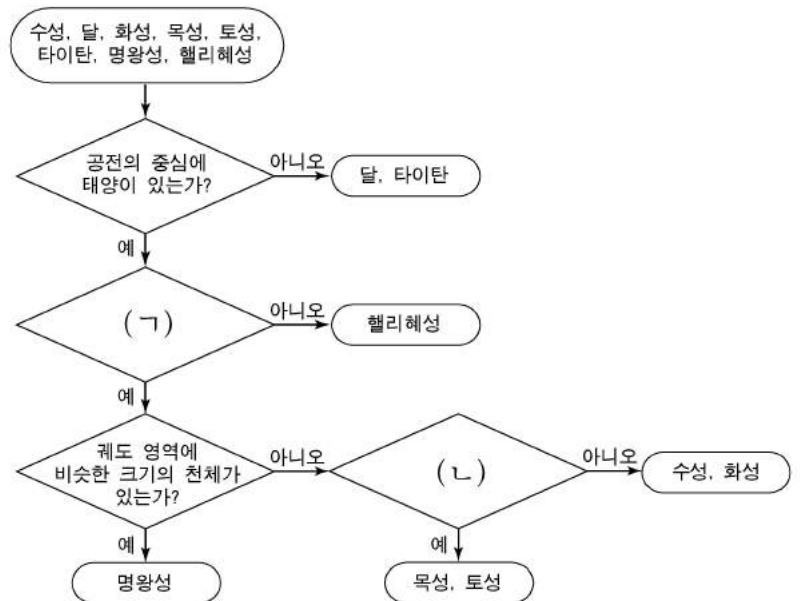 수성, 달, 화성, 목성, 토성,
타이탄, 명왕성, 핼리혜성
공전의 중심에
태양이 있는가?
아니오
달, 타이탄
예
(ㄱ)
아니오
핼리혜성
예
궤도 영역에
비슷한 크기의 천체가
있는가?
아니오
(ㄴ)
아니오
수성, 화성
예
명왕성
예
목성, 토성